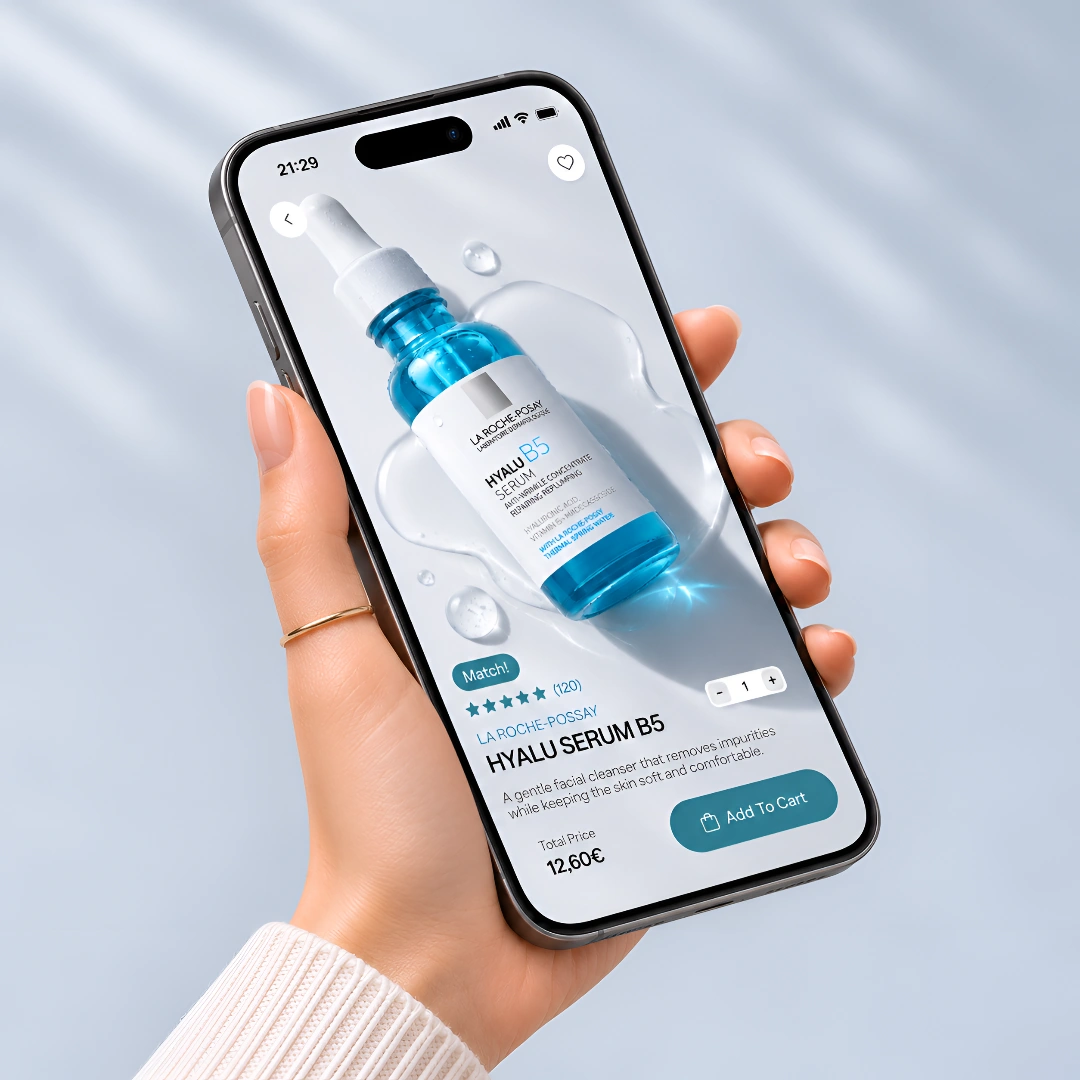 21:29
LA ROCHE-POSAY
LABORATOIRE DERMATOLOGIQUE
HYALU B5
SERUM
ANTI-WRINKLE CONCENTRATE
REPAIRING REPLUMPING
HYALURONIC ACID
VITAMIN B5 MADECASSOSIDE
WITH LA ROCHE-POSAY
THERMAL SPRING WATER
Match!
(120)
- 1 +
LA ROCHE-POSSAY
HYALU SERUM B5
A gentle facial cleanser that removes impurities
while keeping the skin soft and comfortable.
Total Price
12,60€
Add To Cart